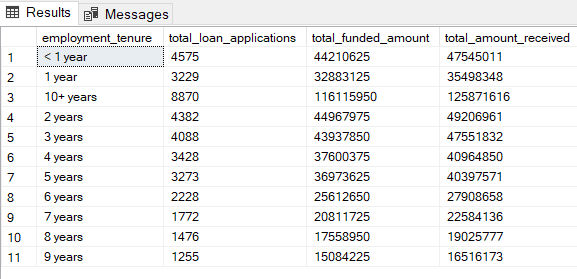 Results Messages
employment_tenure total_loan_applications total_funded_amount total_amount_received
1 < 1 year 4575 44210625 47545011
2 1 year 3229 32883125 35498348
3 10+ years 8870 116115950 125871616
4 2 years 4382 44967975 49206961
5 3 years 4088 43937850 47551832
6 4 years 3428 37600375 40964850
7 5 years 3273 36973625 40397571
8 6 years 2228 25612650 27908658
9 7 years 1772 20811725 22584136
10 8 years 1476 17558950 19025777
11 9 years 1255 15084225 16516173